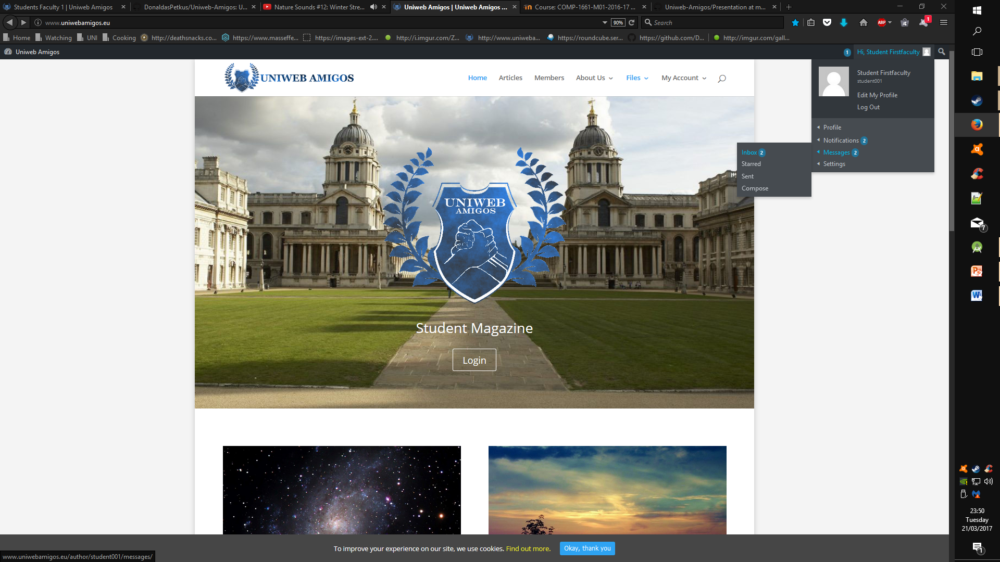 Students Faculty 1 | Uniweb Amigos
DonaldasPetkus/Uniweb-Amigos: U...
Nature Sounds #12: Winter Stre...
Uniweb Amigos | Uniweb Amigos ...
Course: COMP-1661-M01-2016-17 ...
Uniweb-Amigos/Presentation at m...
www.uniwebamigos.eu
90%
Search
ABP
1
Home
Watching
UNI
Cooking
http://deathsnacks.co...
https://www.masseffe...
https://images-ext-2....
http://i.imgur.com/Z...
http://www.uniweba...
https://roundcube.ser...
https://github.com/D...
http://imgur.com/gall...
Uniweb Amigos
1
Hi, Student Firstfaculty
UNIWEB AMIGOS
Home
Articles
Members
About Us
Files
My Account
Student Firstfaculty
student001
Edit My Profile
Log Out
Profile
Notifications 2
Messages 2
Settings
Inbox 2
Starred
Sent
Compose
UNIWEB
AMIGOS
Student Magazine
Login
To improve your experience on our site, we use cookies. Find out more.
Okay, thank you
www.uniwebamigos.eu/author/student001/messages/
7
23:50
Tuesday
21/03/2017
1